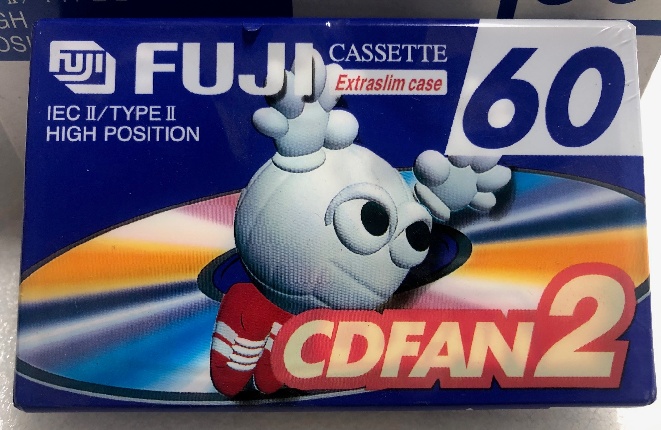 FUJI
FUJI
CASSETTE
Extraslim case
60
IEC II/TYPE II
HIGH POSITION
CDFAN2